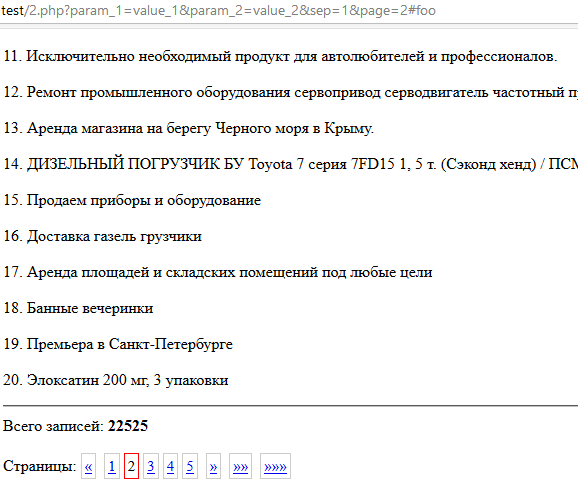 test/2.php?param_1=value_1&param_2=value_2&sep=1&page=2#foo
11. Исключительно необходимый продукт для автолюбителей и профессионалов.
12. Ремонт промышленного оборудования сервопривод серводвигатель частотный
13. Аренда магазина на берегу Черного моря в Крыму.
14. ДИЗЕЛЬНЫЙ ПОГРУЗЧИК БУ Toyota 7 серия 7FD15 1, 5 т. (Сэконд хенд) / ПСМ
15. Продаем приборы и оборудование
16. Доставка газель грузчики
17. Аренда площадей и складских помещений под любые цели
18. Банные вечеринки
19. Премьера в Санкт-Петербурге
20. Элоксатин 200 мг, 3 упаковки
Всего записей: 22525
Страницы: « 1 2 3 4 5 » »» »»»